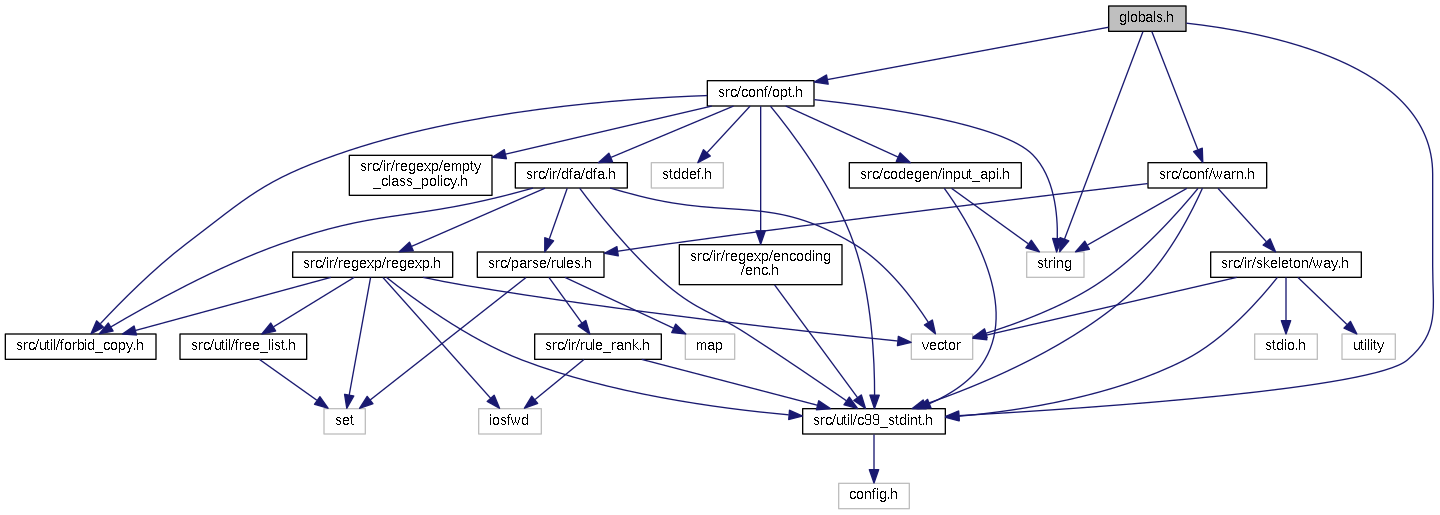 globals.h
src/conf/opt.h
src/ir/regexp/empty
_class_policy.h
src/ir/dfa/dfa.h
stddef.h
src/codegen/input_api.h
src/conf/warn.h
src/ir/regexp/regexp.h
src/parse/rules.h
src/ir/regexp/encoding
/enc.h
string
src/ir/skeleton/way.h
src/util/forbid_copy.h
src/util/free_list.h
src/ir/rule_rank.h
map
vector
stdio.h
utility
set
iosfwd
src/util/c99_stdint.h
config.h